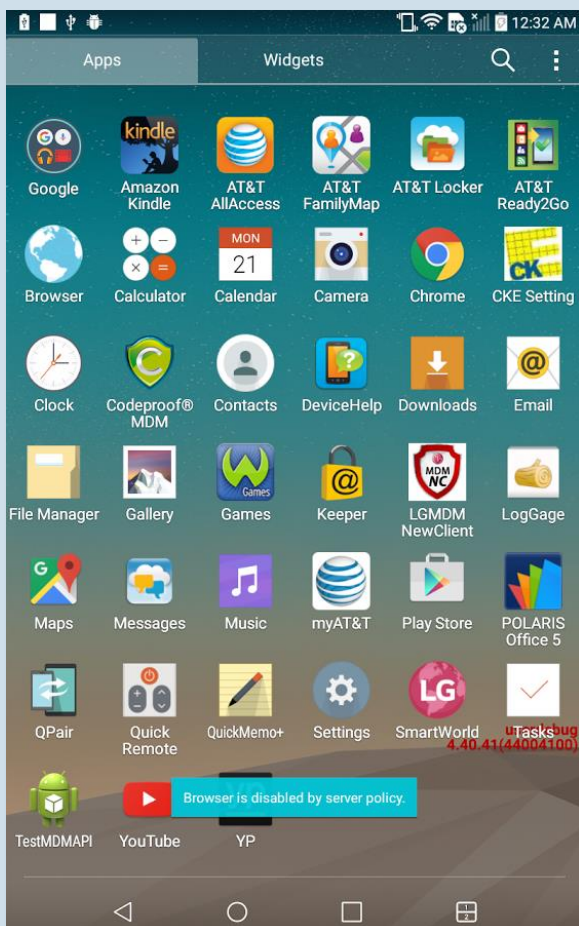 12:32 AM
Apps
Widgets
Google
kindle
Amazon
Kindle
AT&T
AllAccess
AT&T
FamilyMap
AT&T Locker
AT&T
Ready2Go
Browser
Calculator
MON
21
Calendar
Camera
Chrome
CK
CKE Setting
Clock
Codeproof®
MDM
Contacts
DeviceHelp
Downloads
Email
File Manager
Gallery
Games
Games
Keeper
MDM
NC
LGMDM
NewClient
LogGage
G
Maps
Messages
Music
myAT&T
Play Store
POLARIS
Office 5
QPair
Quick
Remote
QuickMemo+
Settings
LG
SmartWorld
Tasks
4.40.41(44004100)
TestMDMAPI
YouTube
YP
Browser is disabled by server policy.